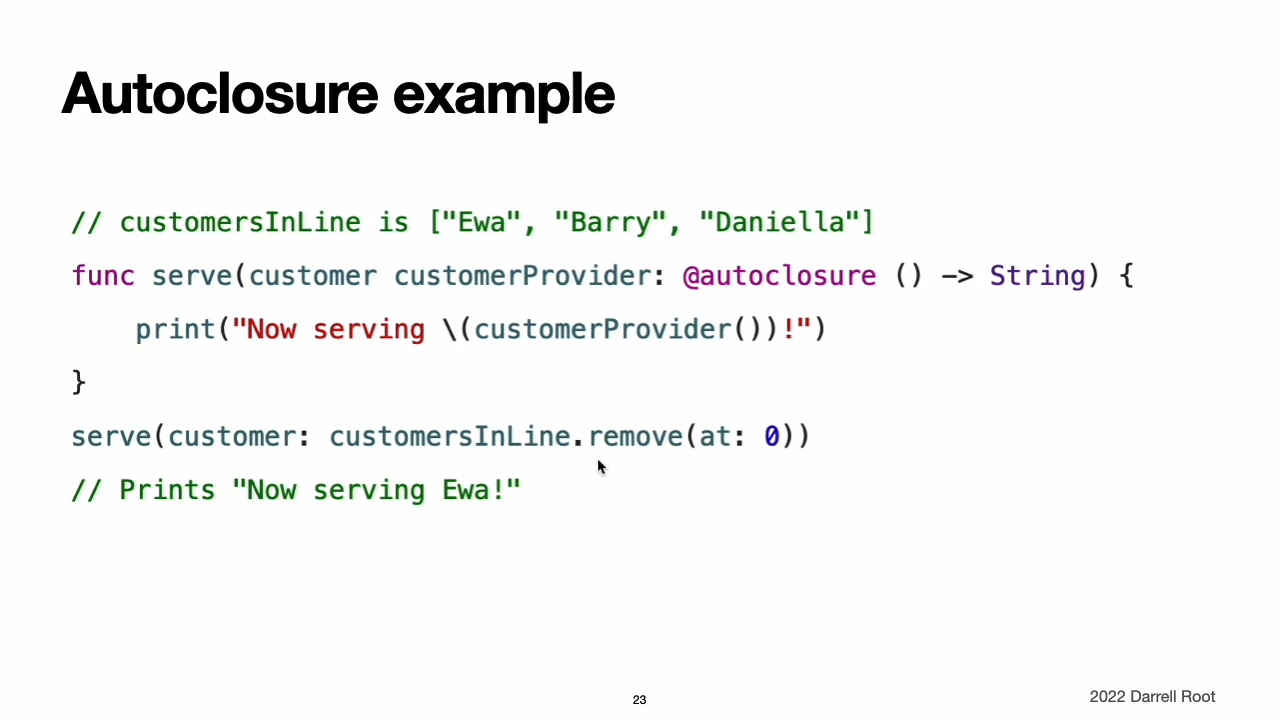 Autoclosure example
// customersInLine is ["Ewa", "Barry", "Daniella"]
func serve(customer customerProvider: @autoclosure () -> String) {
    print("Now serving \(customerProvider())!")
}
serve(customer: customersInLine.remove(at: 0))
// Prints "Now serving Ewa!"
23
2022 Darrell Root